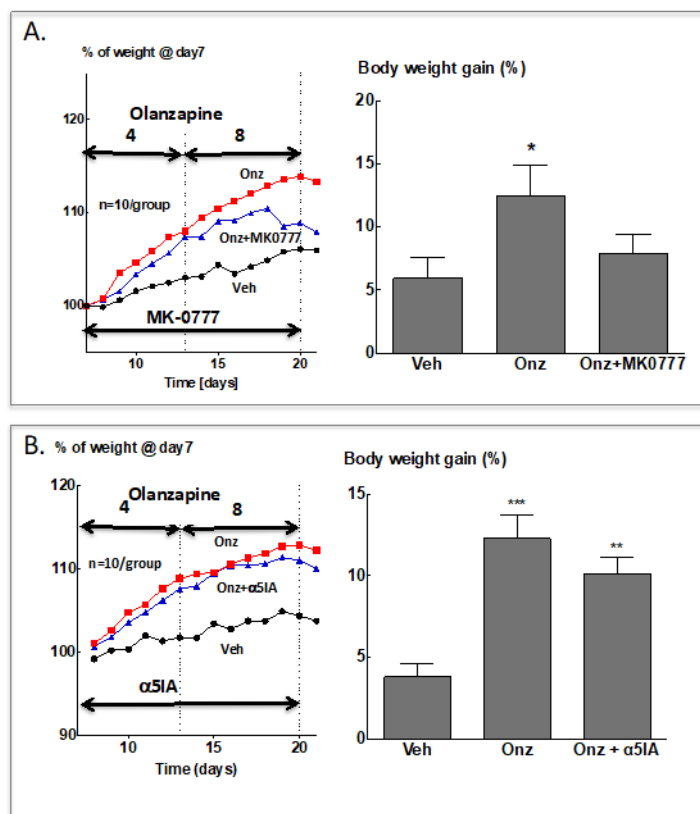 A.
% of weight @ day7
120
110
100
Olanzapine
4 8
n=10/group
Onz
Onz+MK0777
Veh
MK-0777
10 15 20
Time [days]
Body weight gain (%)
20
15
10
5
0
*
Veh Onz Onz+MK0777
B.
% of weight @ day7
120
110
100
90
Olanzapine
4 8
n=10/group
Onz
Onz+α5IA
Veh
α5IA
10 15 20
Time (days)
Body weight gain (%)
15
10
5
0
***
**
Veh Onz Onz + α5IA